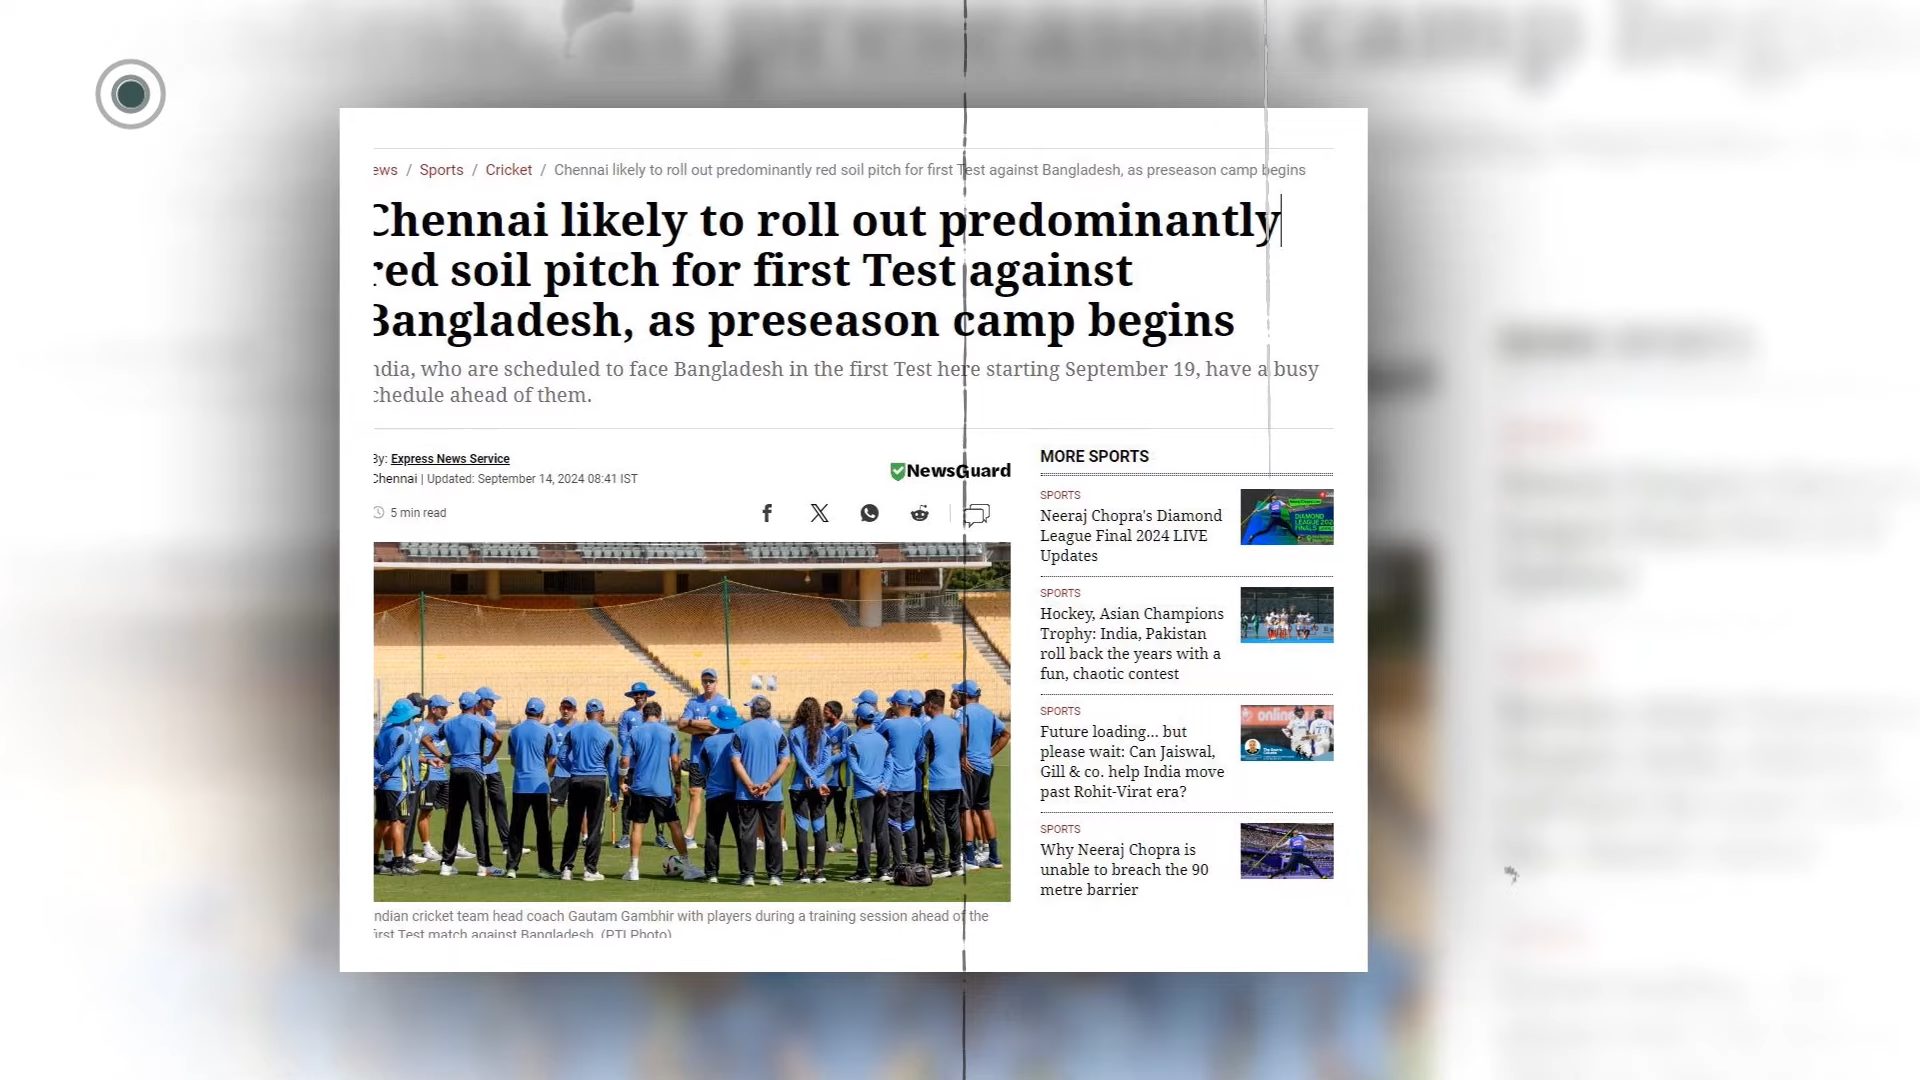 ews / Sports / Cricket / Chennai likely to roll out predominantly red soil pitch for first Test against Bangladesh, as preseason camp begins
Chennai likely to roll out predominantly
red soil pitch for first Test against
Bangladesh, as preseason camp begins
ndia, who are scheduled to face Bangladesh in the first Test here starting September 19, have a busy
chedule ahead of them.
By: Express News Service
Chennai | Updated: September 14, 2024 08:41 IST
NewsGuard
5 min read
ndian cricket team head coach Gautam Gambhir with players during a training session ahead of the
first Test match against Bangladesh. (PTI Photo)
MORE SPORTS
SPORTS
Neeraj Chopra's Diamond
League Final 2024 LIVE
Updates
SPORTS
Hockey, Asian Champions
Trophy: India, Pakistan
roll back the years with a
fun, chaotic contest
SPORTS
Future loading... but
please wait: Can Jaiswal,
Gill & co. help India move
past Rohit-Virat era?
SPORTS
Why Neeraj Chopra is
unable to breach the 90
metre barrier